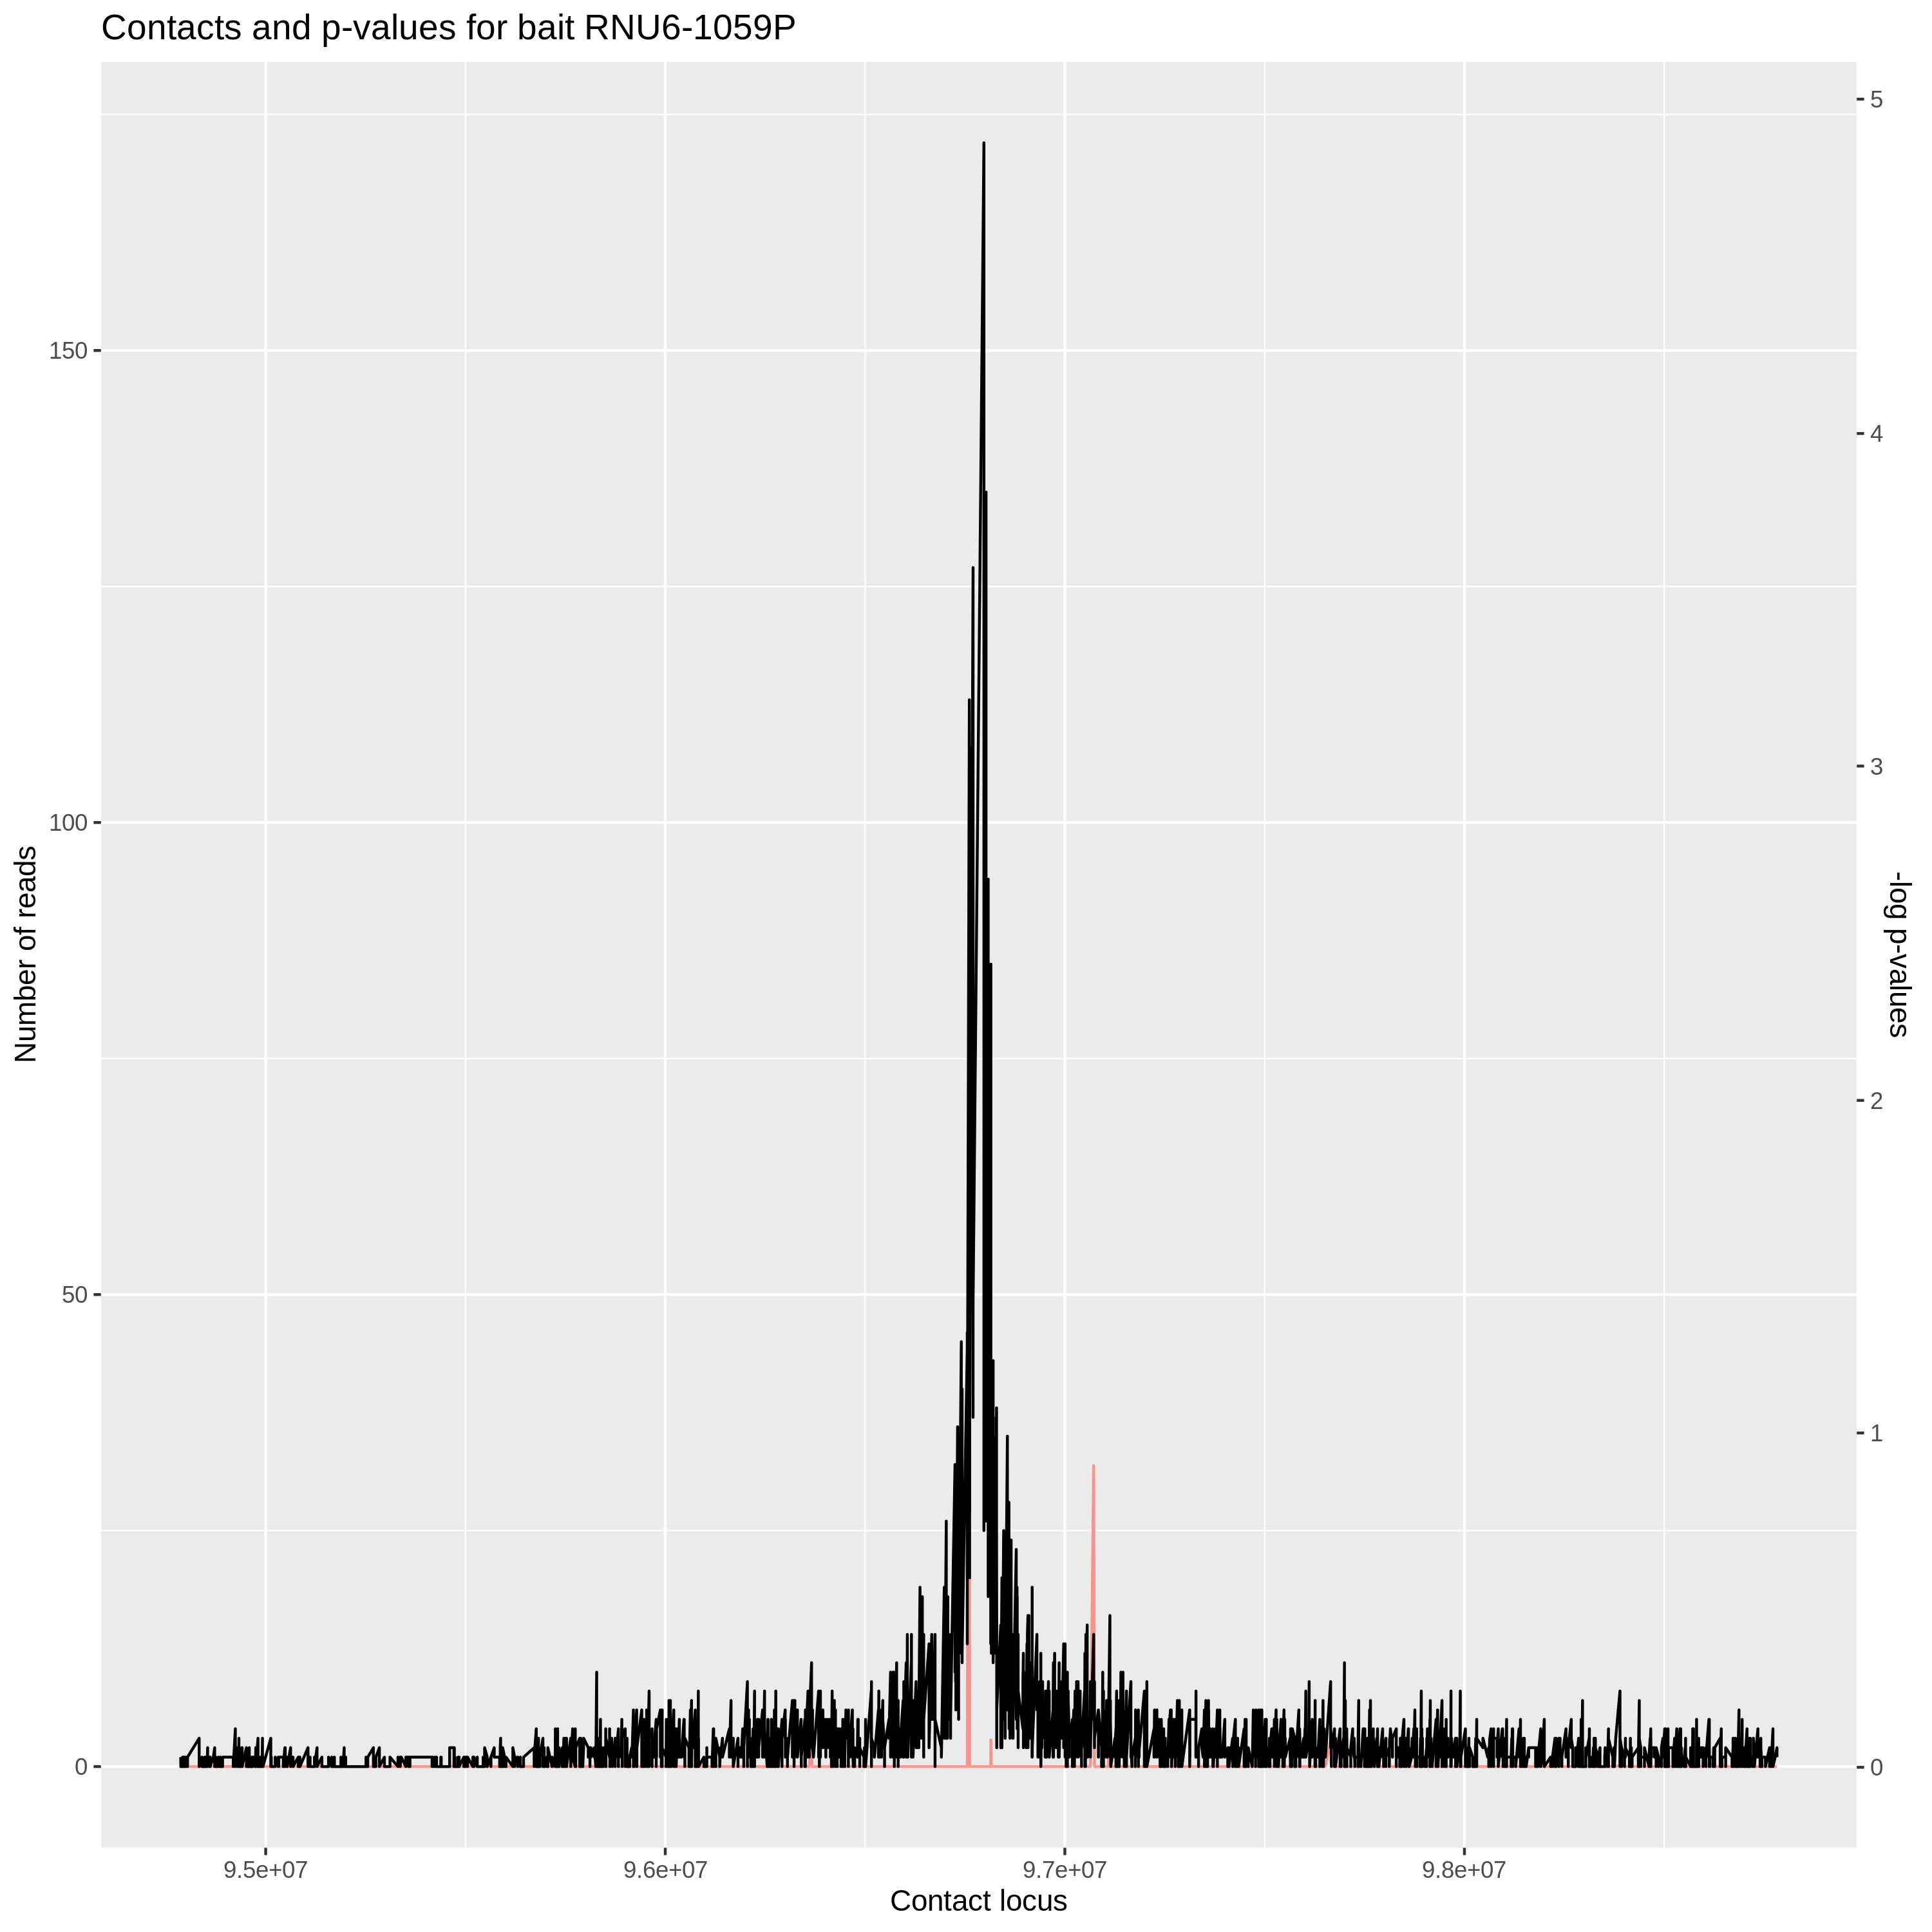 Contacts and p-values for bait RNU6-1059P
5
150
4
3
100
Number of reads
-log p-values
2
50
1
0
0
9.5e+07
9.6e+07
9.7e+07
9.8e+07
Contact locus